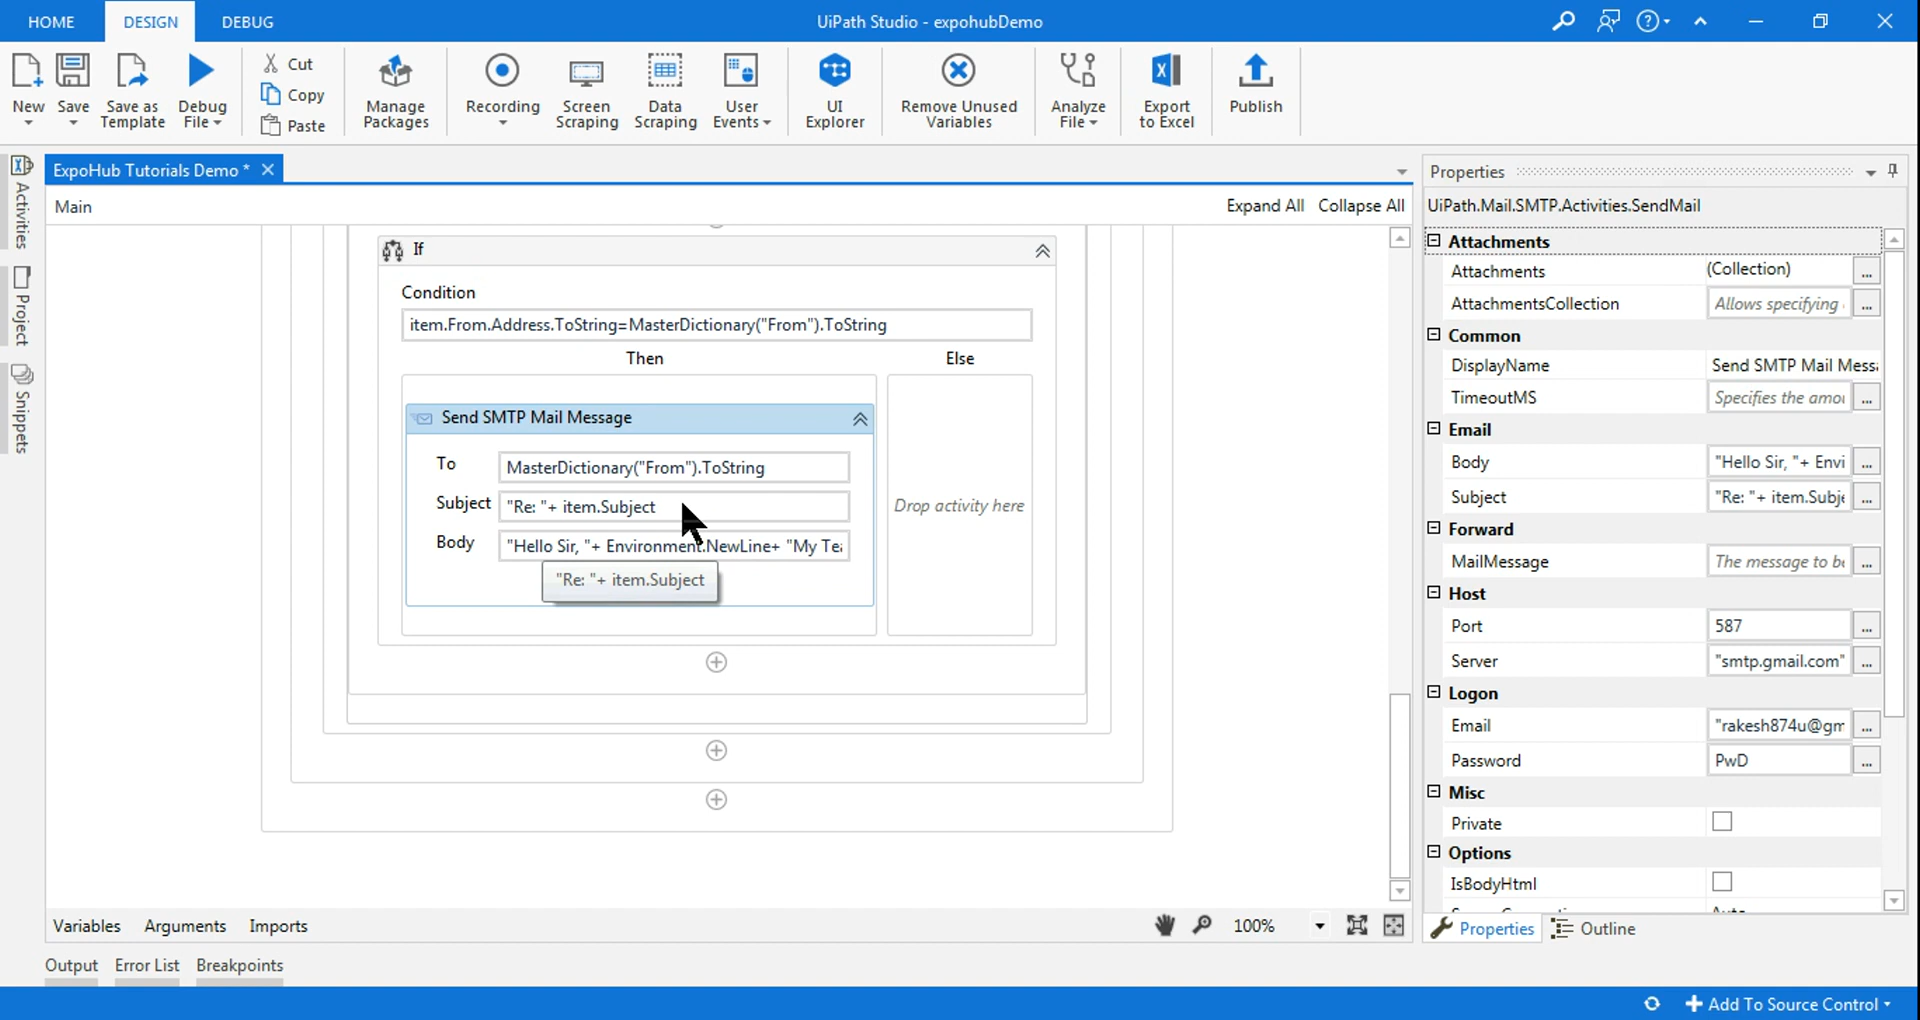 HOME DESIGN DEBUG UiPath Studio - expohubDemo
New Save Save as Template Debug File Cut Copy Paste Manage Packages Recording Screen Scraping Data Scraping User Events UI Explorer Remove Unused Variables Analyze File Export to Excel Publish
Activities
Project
Snippets
ExpoHub Tutorials Demo *
Main Expand All Collapse All
If
Condition
item.From.Address.ToString=MasterDictionary("From").ToString
Then Else
Send SMTP Mail Message
To MasterDictionary("From").ToString
Subject "Re: "+ item.Subject
Drop activity here
Body "Hello Sir, "+ Environment.NewLine+ "My Te
"Re: "+ item.Subject
Variables Arguments Imports 100%
Output Error List Breakpoints
Properties
UiPath.Mail.SMTP.Activities.SendMail
Attachments
Attachments (Collection) ...
AttachmentsCollection Allows specifying ...
Common
DisplayName Send SMTP Mail Mess
TimeoutMS Specifies the amou ...
Email
Body "Hello Sir, "+ Envi ...
Subject "Re: "+ item.Subje ...
Forward
MailMessage The message to be ...
Host
Port 587 ...
Server "smtp.gmail.com" ...
Logon
Email "rakesh874u@gm ...
Password PwD ...
Misc
Private
Options
IsBodyHtml
Properties Outline
Add To Source Control